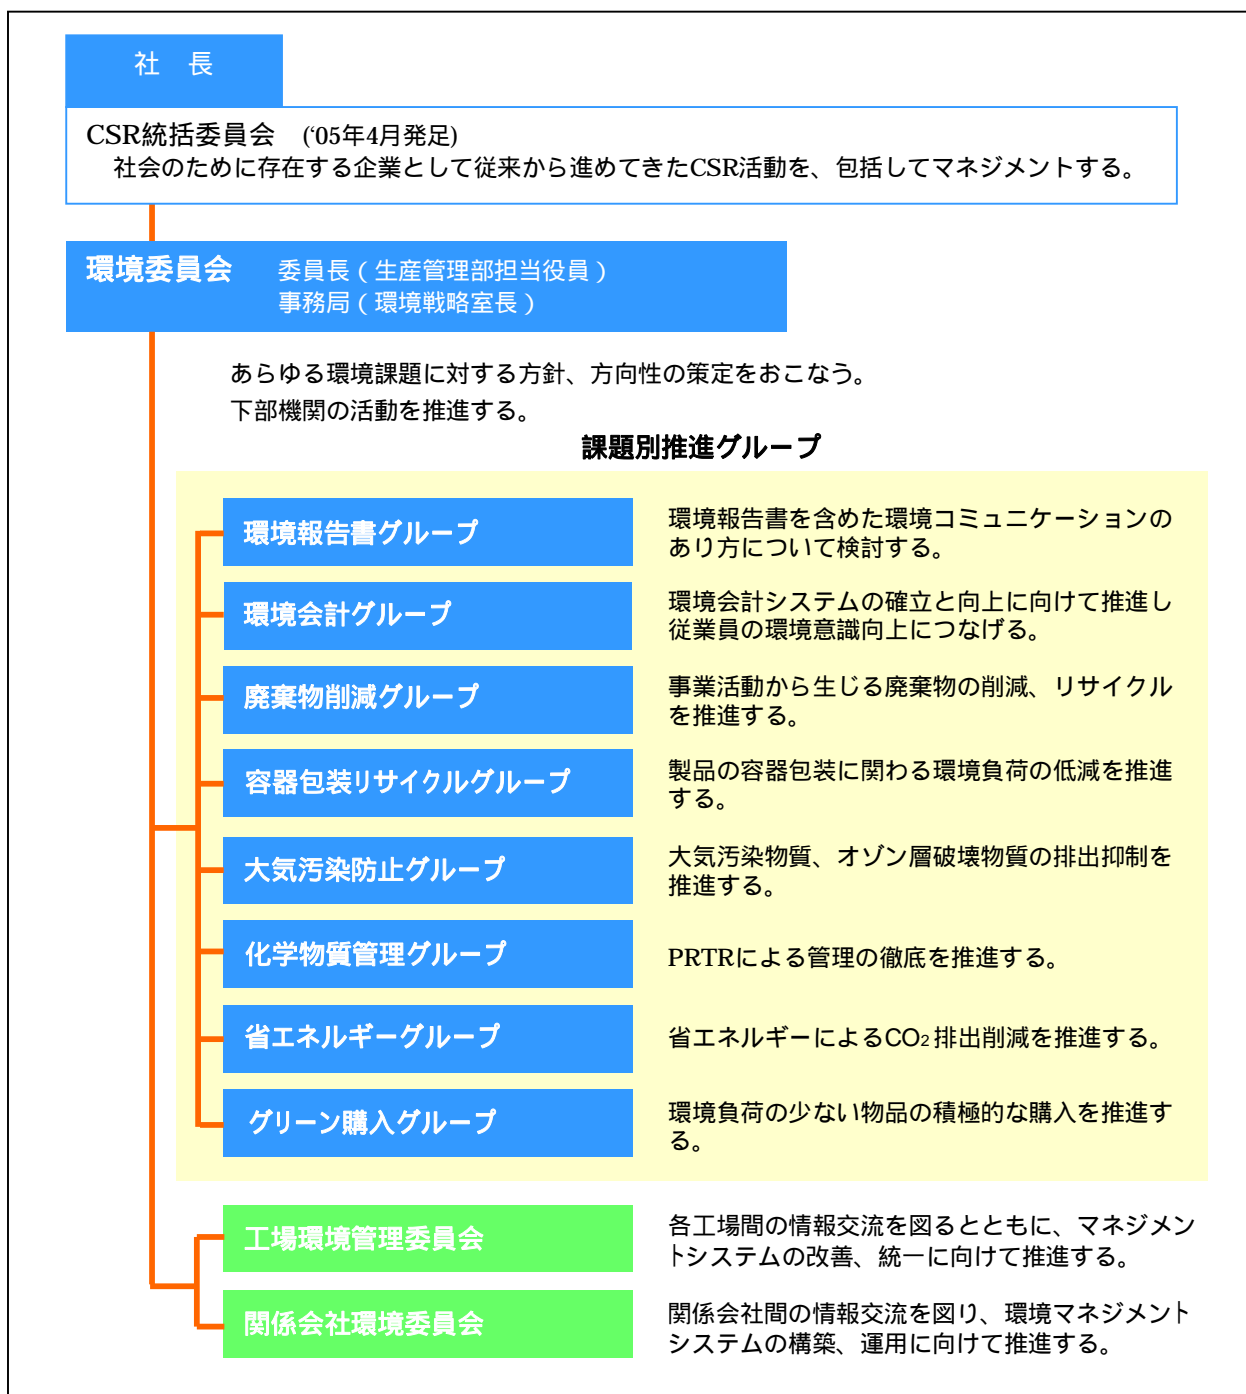 社　長
CSR統括委員会　('05年4月発足)
社会のために存在する企業として従来から進めてきたCSR活動を、包括してマネジメントする。
環境委員会　委員長（生産管理部担当役員）
事務局（環境戦略室長）
あらゆる環境課題に対する方針、方向性の策定をおこなう。
下部機関の活動を推進する。
課題別推進グループ
環境報告書グループ
環境報告書を含めた環境コミュニケーションの
あり方について検討する。
環境会計グループ
環境会計システムの確立と向上に向けて推進し
従業員の環境意識向上につなげる。
廃棄物削減グループ
事業活動から生じる廃棄物の削減、リサイクル
を推進する。
容器包装リサイクルグループ
製品の容器包装に関わる環境負荷の低減を推進
する。
大気汚染防止グループ
大気汚染物質、オゾン層破壊物質の排出抑制を
推進する。
化学物質管理グループ
PRTRによる管理の徹底を推進する。
省エネルギーグループ
省エネルギーによるCO₂排出削減を推進する。
グリーン購入グループ
環境負荷の少ない物品の積極的な購入を推進す
る。
工場環境管理委員会
各工場間の情報交流を図るとともに、マネジメン
トシステムの改善、統一に向けて推進する。
関係会社環境委員会
関係会社間の情報交流を図り、環境マネジメント
システムの構築、運用に向けて推進する。